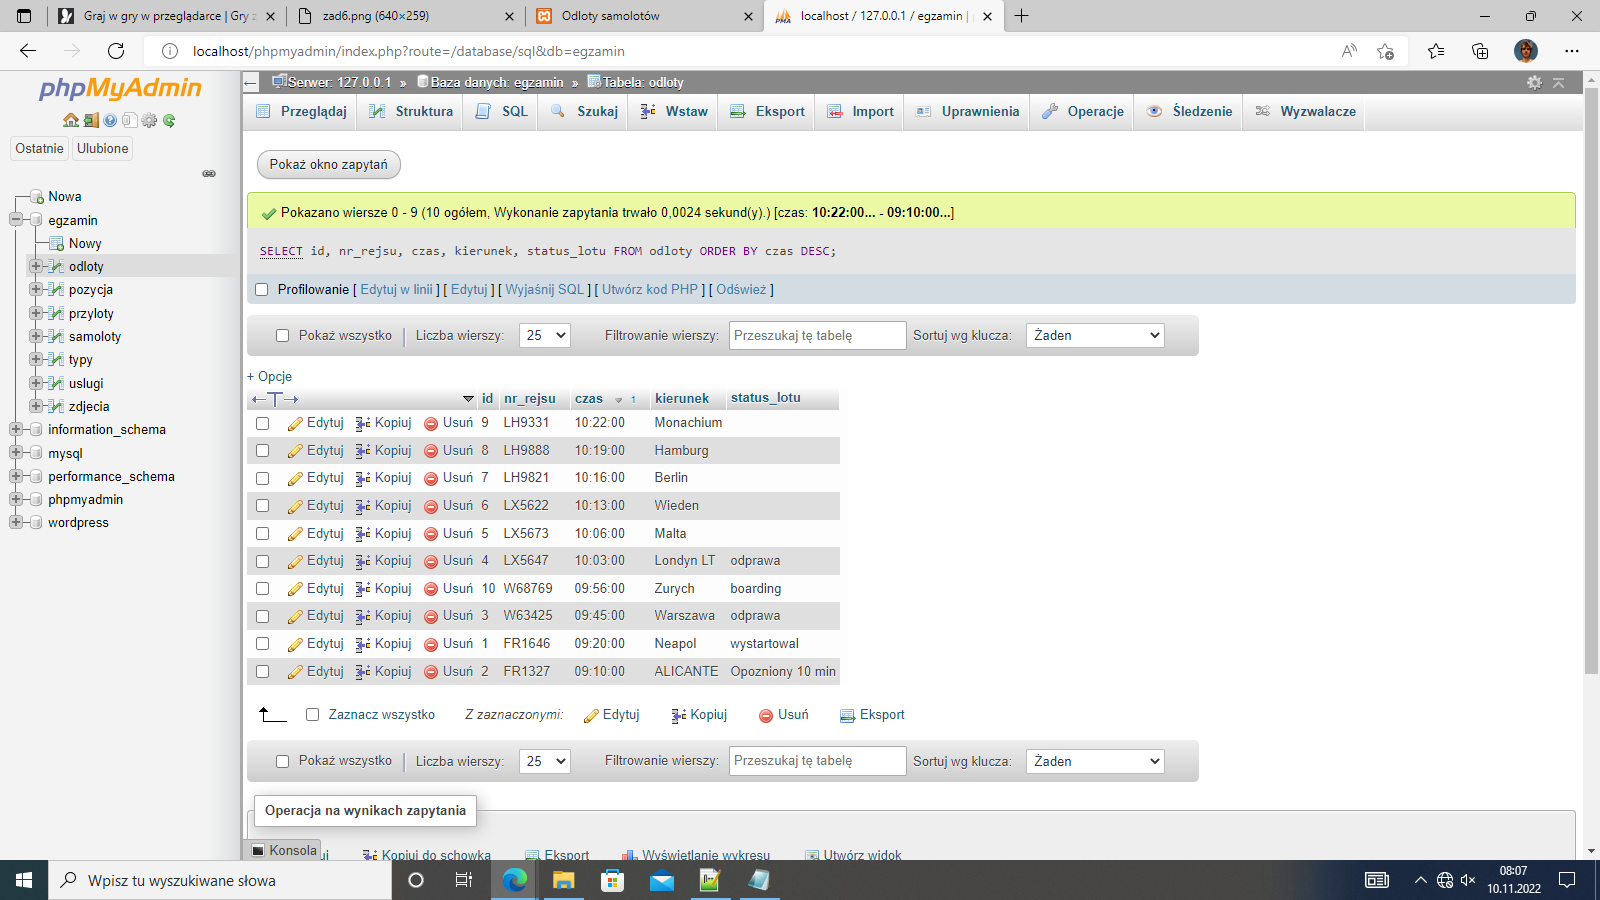 Graj w gry w przeglądarce | Gry z
zad6.png (640×259)
Odloty samolotów
localhost / 127.0.0.1 / egzamin |
localhost/phpmyadmin/index.php?route=/database/sql&db=egzamin
phpMyAdmin
Ostatnie
Ulubione
Nowa
egzamin
Nowy
odloty
pozycja
przyloty
samoloty
typy
uslugi
zdjecia
information_schema
mysql
performance_schema
phpmyadmin
wordpress
Serwer: 127.0.0.1 » Baza danych: egzamin » Tabela: odloty
Przeglądaj Struktura SQL Szukaj Wstaw Eksport Import Uprawnienia Operacje Śledzenie Wyzwalacze
Pokaż okno zapytań
Pokazano wiersze 0 - 9 (10 ogółem, Wykonanie zapytania trwało 0,0024 sekund(y).) [czas: 10:22:00... - 09:10:00...]
SELECT id, nr_rejsu, czas, kierunek, status_lotu FROM odloty ORDER BY czas DESC;
Profilowanie [ Edytuj w linii ] [ Edytuj ] [ Wyjaśnij SQL ] [ Utwórz kod PHP ] [ Odśwież ]
Pokaż wszystko | Liczba wierszy: 25 Filtrowanie wierszy: Przeszukaj tę tabelę Sortuj wg klucza: Żaden
+ Opcje
←T→ id nr_rejsu czas 1 kierunek status_lotu
Edytuj Kopiuj Usuń 9 LH9331 10:22:00 Monachium
Edytuj Kopiuj Usuń 8 LH9888 10:19:00 Hamburg
Edytuj Kopiuj Usuń 7 LH9821 10:16:00 Berlin
Edytuj Kopiuj Usuń 6 LX5622 10:13:00 Wieden
Edytuj Kopiuj Usuń 5 LX5673 10:06:00 Malta
Edytuj Kopiuj Usuń 4 LX5647 10:03:00 Londyn LT odprawa
Edytuj Kopiuj Usuń 10 W68769 09:56:00 Zurych boarding
Edytuj Kopiuj Usuń 3 W63425 09:45:00 Warszawa odprawa
Edytuj Kopiuj Usuń 1 FR1646 09:20:00 Neapol wystartowal
Edytuj Kopiuj Usuń 2 FR1327 09:10:00 ALICANTE Opozniony 10 min
Zaznacz wszystko Z zaznaczonymi: Edytuj Kopiuj Usuń Eksport
Pokaż wszystko | Liczba wierszy: 25 Filtrowanie wierszy: Przeszukaj tę tabelę Sortuj wg klucza: Żaden
Operacja na wynikach zapytania
Kopiuj do schowka Eksport Wyświetlanie wykresu Utwórz widok
Konsola
Wpisz tu wyszukiwane słowa
08:07
10.11.2022